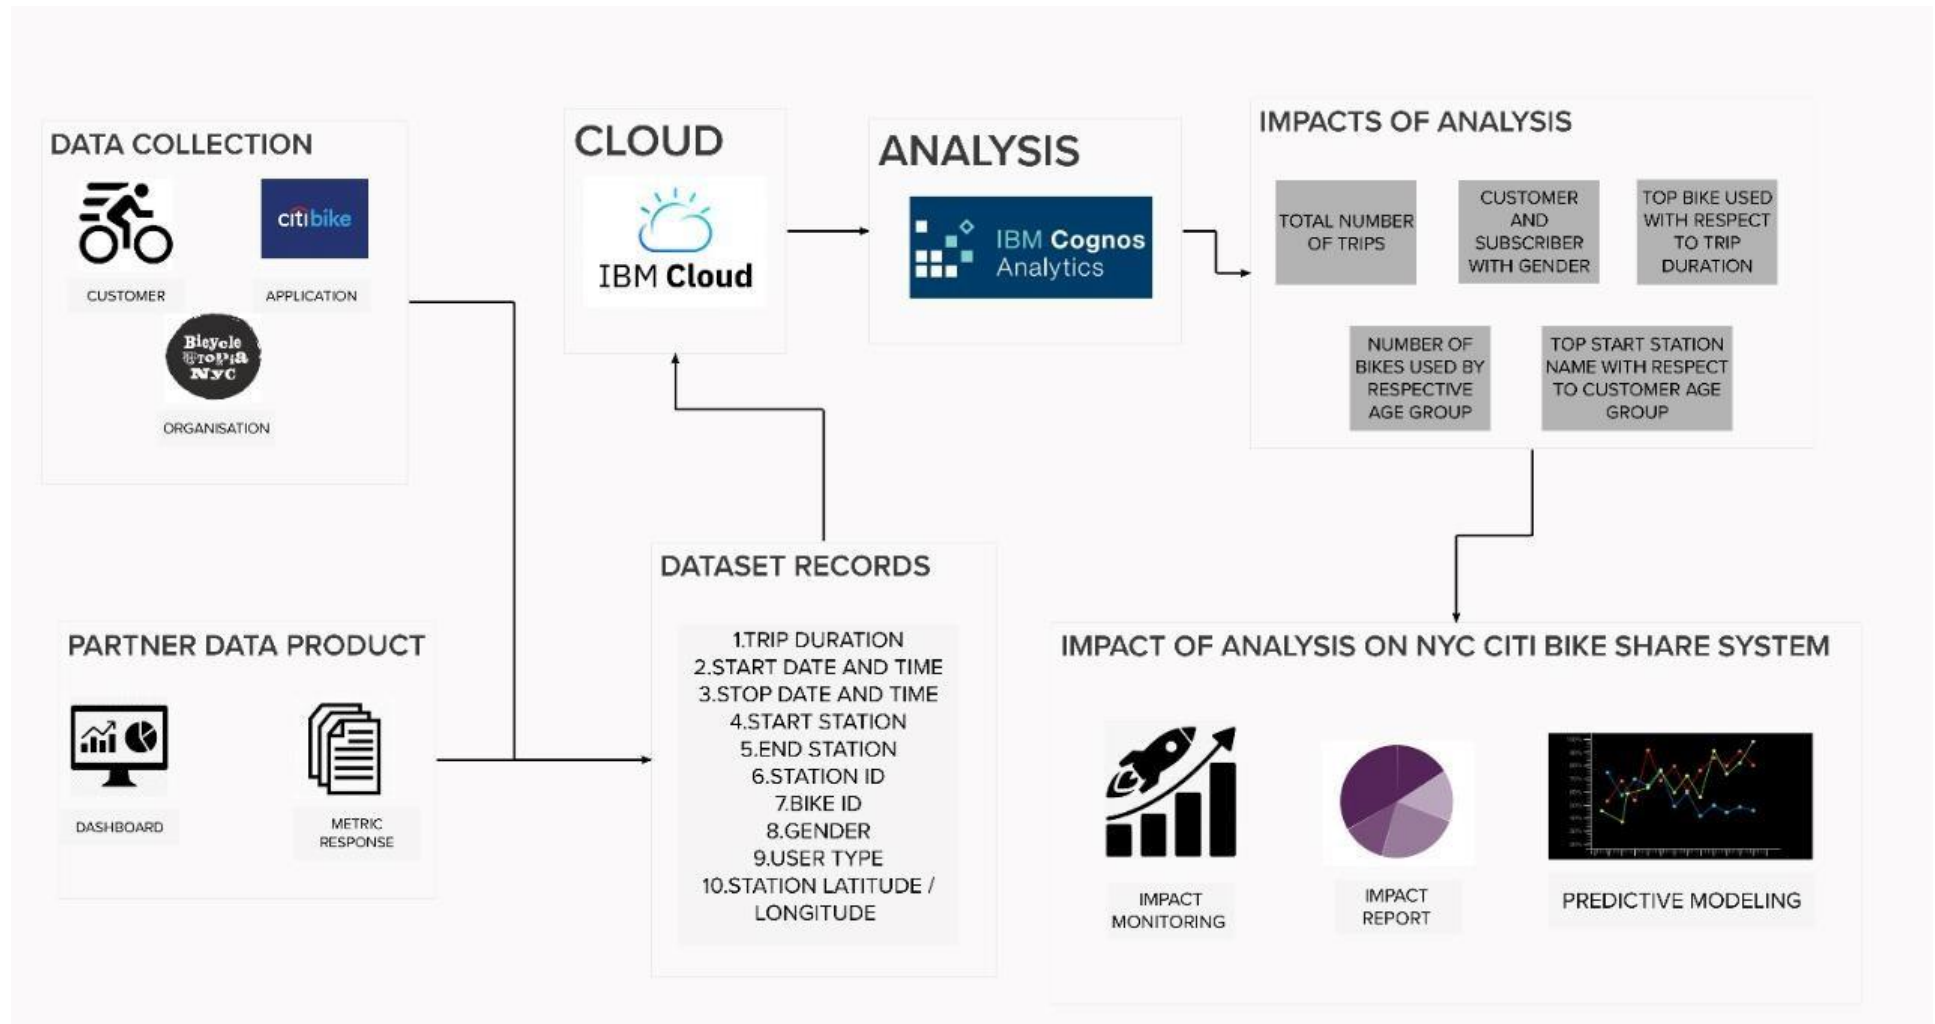 DATA COLLECTION
citibike
CUSTOMER
APPLICATION
Bicycle
Utopia
NYC
ORGANISATION
CLOUD
IBM Cloud
ANALYSIS
IBM Cognos
Analytics
IMPACTS OF ANALYSIS
TOTAL NUMBER
OF TRIPS
CUSTOMER
AND
SUBSCRIBER
WITH GENDER
TOP BIKE USED
WITH RESPECT
TO TRIP
DURATION
NUMBER OF
BIKES USED BY
RESPECTIVE
AGE GROUP
TOP START STATION
NAME WITH RESPECT
TO CUSTOMER AGE
GROUP
PARTNER DATA PRODUCT
DASHBOARD
METRIC
RESPONSE
DATASET RECORDS
1.TRIP DURATION
2.START DATE AND TIME
3.STOP DATE AND TIME
4.START STATION
5.END STATION
6.STATION ID
7.BIKE ID
8.GENDER
9.USER TYPE
10.STATION LATITUDE /
LONGITUDE
IMPACT OF ANALYSIS ON NYC CITI BIKE SHARE SYSTEM
IMPACT
MONITORING
IMPACT
REPORT
PREDICTIVE MODELING